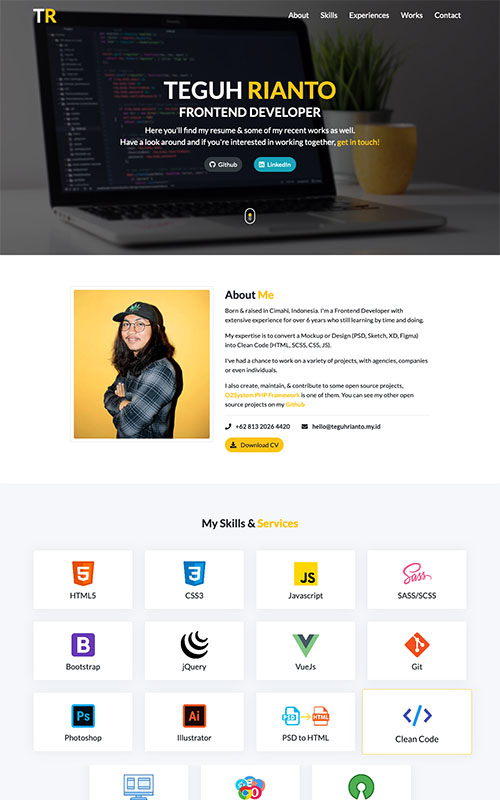 TR
About Skills Experiences Works Contact
TEGUH RIANTO
FRONTEND DEVELOPER
Here you'll find my resume & some of my recent works as well.
Have a look around and if you're interested in working together, get in touch!
Github LinkedIn
About Me
Born & raised in Cimahi, Indonesia. I'm a Frontend Developer with
extensive experience for over 6 years who still learning by time and doing.
My expertise is to convert a Mockup or Design (PSD, Sketch, XD, Figma)
into Clean Code (HTML, SCSS, CSS, JS).
I've had a chance to work on a variety of projects, with agencies, companies
or even individuals.
I also create, maintain, & contribute to some open source projects,
O2System PHP Framework is one of them. You can see my other open
source projects on my Github
+62 813 2026 4420 hello@teguhrianto.my.id
Download CV
My Skills & Services
5
3
JS
Sass
HTML5
CSS3
Javascript
SASS/SCSS
B
Bootstrap
jQuery
VueJs
Git
Ps
Ai
PSD
HTML
Photoshop
Illustrator
PSD to HTML
Clean Code